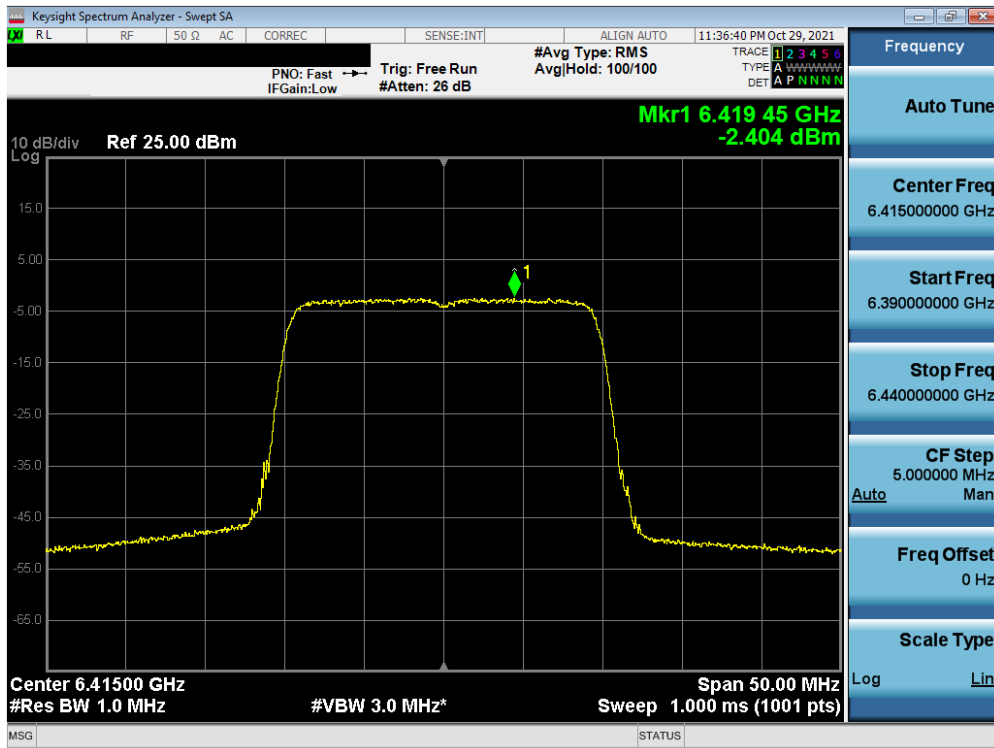 Keysight Spectrum Analyzer - Swept SA
LXI RL RF 50 Ω AC CORREC SENSE:INT ALIGN AUTO 11:36:40 PM Oct 29, 2021
#Avg Type: RMS TRACE 1 2 3 4 5 6
PNO: Fast Trig: Free Run Avg|Hold: 100/100 TYPE A WWWWW
IFGain:Low #Atten: 26 dB DET A P N N N N
Mkr1 6.419 45 GHz
-2.404 dBm
10 dB/div Ref 25.00 dBm
Log
15.0
5.00
1
-5.00
-15.0
-25.0
-35.0
-45.0
-55.0
-65.0
Center 6.41500 GHz Span 50.00 MHz
#Res BW 1.0 MHz #VBW 3.0 MHz* Sweep 1.000 ms (1001 pts)
MSG STATUS
Frequency
Auto Tune
Center Freq
6.415000000 GHz
Start Freq
6.390000000 GHz
Stop Freq
6.440000000 GHz
CF Step
5.000000 MHz
Auto Man
Freq Offset
0 Hz
Scale Type
Log Lin